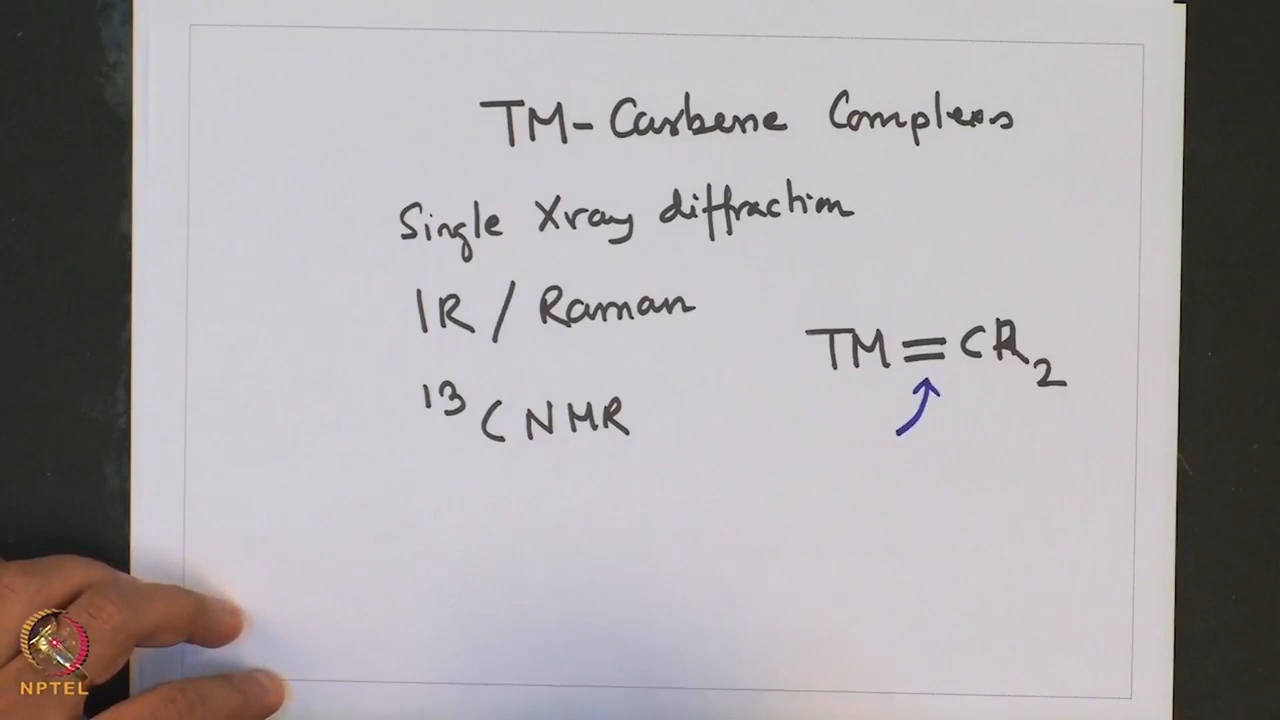 TM-Carbene Complexes
Single Xray diffraction
IR / Raman
TM=CR₂
¹³C NMR
NPTEL